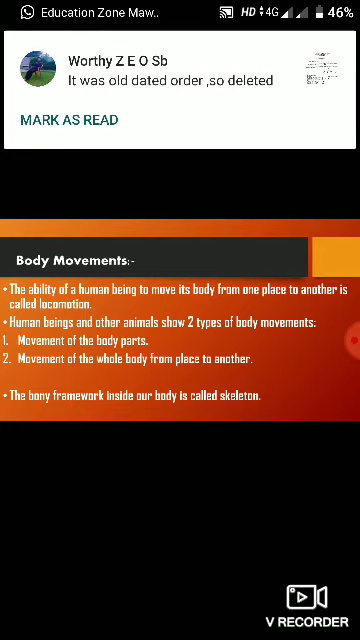 Education Zone Maw.. HD 4G 46%
Worthy Z E O Sb
It was old dated order ,so deleted
MARK AS READ
Body Movements:-
• The ability of a human being to move its body from one place to another is
called locomotion.
• Human beings and other animals show 2 types of body movements:
1. Movement of the body parts.
2. Movement of the whole body from place to another.
• The bony framework inside our body is called skeleton.
V RECORDER